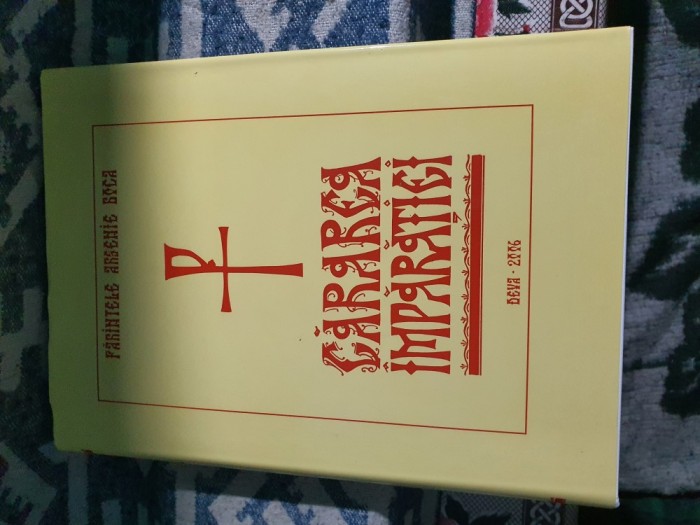 PĂRINTELE ARSENIE BOCA
CĂRAREA
ÎMPĂRĂȚIEI
DEVA · 2006